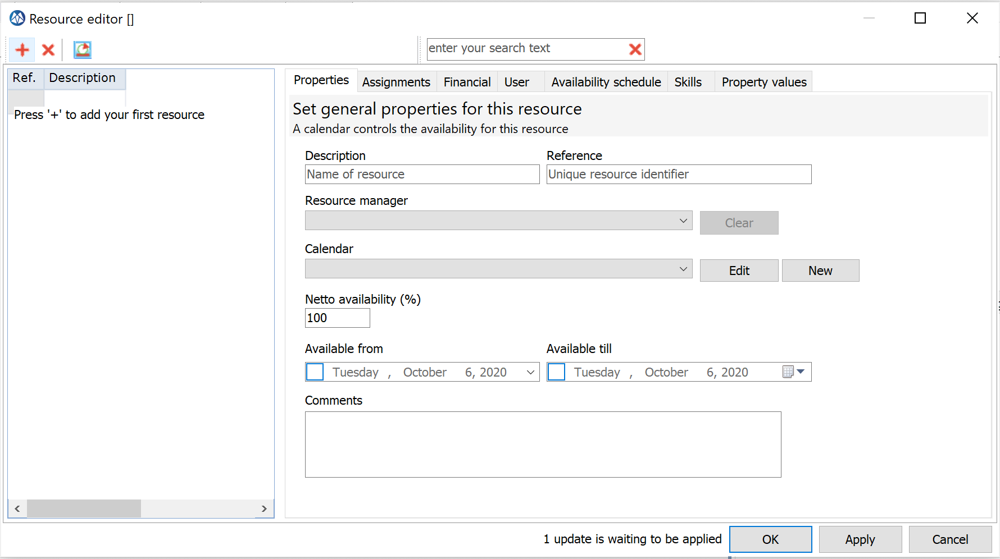 Resource editor []
enter your search text
Ref. Description
Press '+' to add your first resource
Properties Assignments Financial User Availability schedule Skills Property values
Set general properties for this resource
A calendar controls the availability for this resource
Description Reference
Name of resource Unique resource identifier
Resource manager
Clear
Calendar
Edit New
Netto availability (%)
100
Available from Available till
Tuesday , October 6, 2020 Tuesday , October 6, 2020
Comments
1 update is waiting to be applied OK Apply Cancel